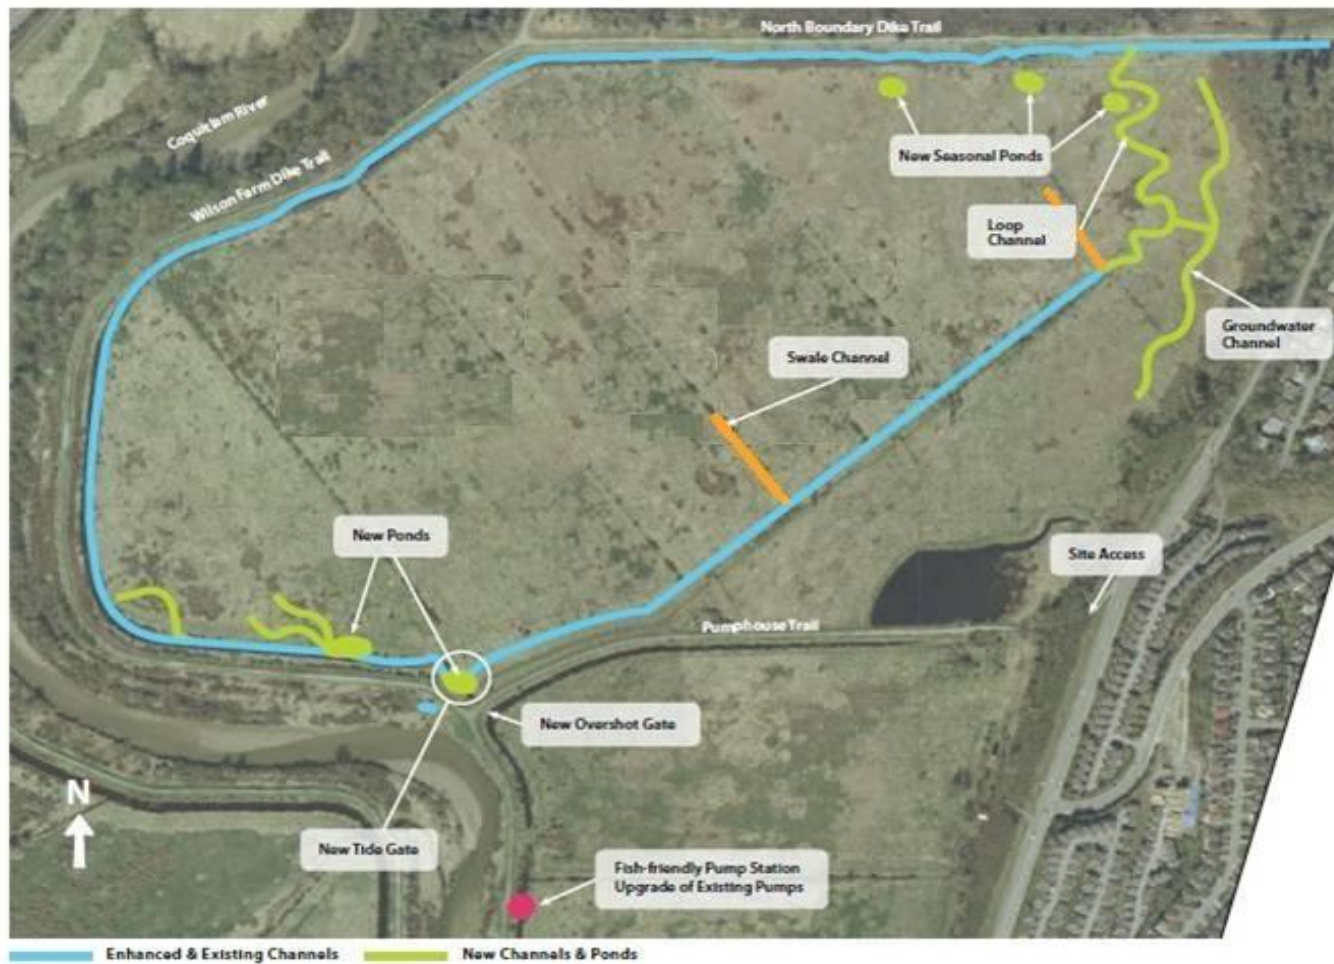 North Boundary Dike Trail
Coquitlam River
Wilson Farm Dike Trail
New Seasonal Ponds
Loop
Channel
Groundwater
Channel
Swale Channel
New Ponds
Site Access
Pumphouse Trail
New Overshot Gate
N
New Tide Gate
Fish-friendly Pump Station
Upgrade of Existing Pumps
Enhanced & Existing Channels
New Channels & Ponds